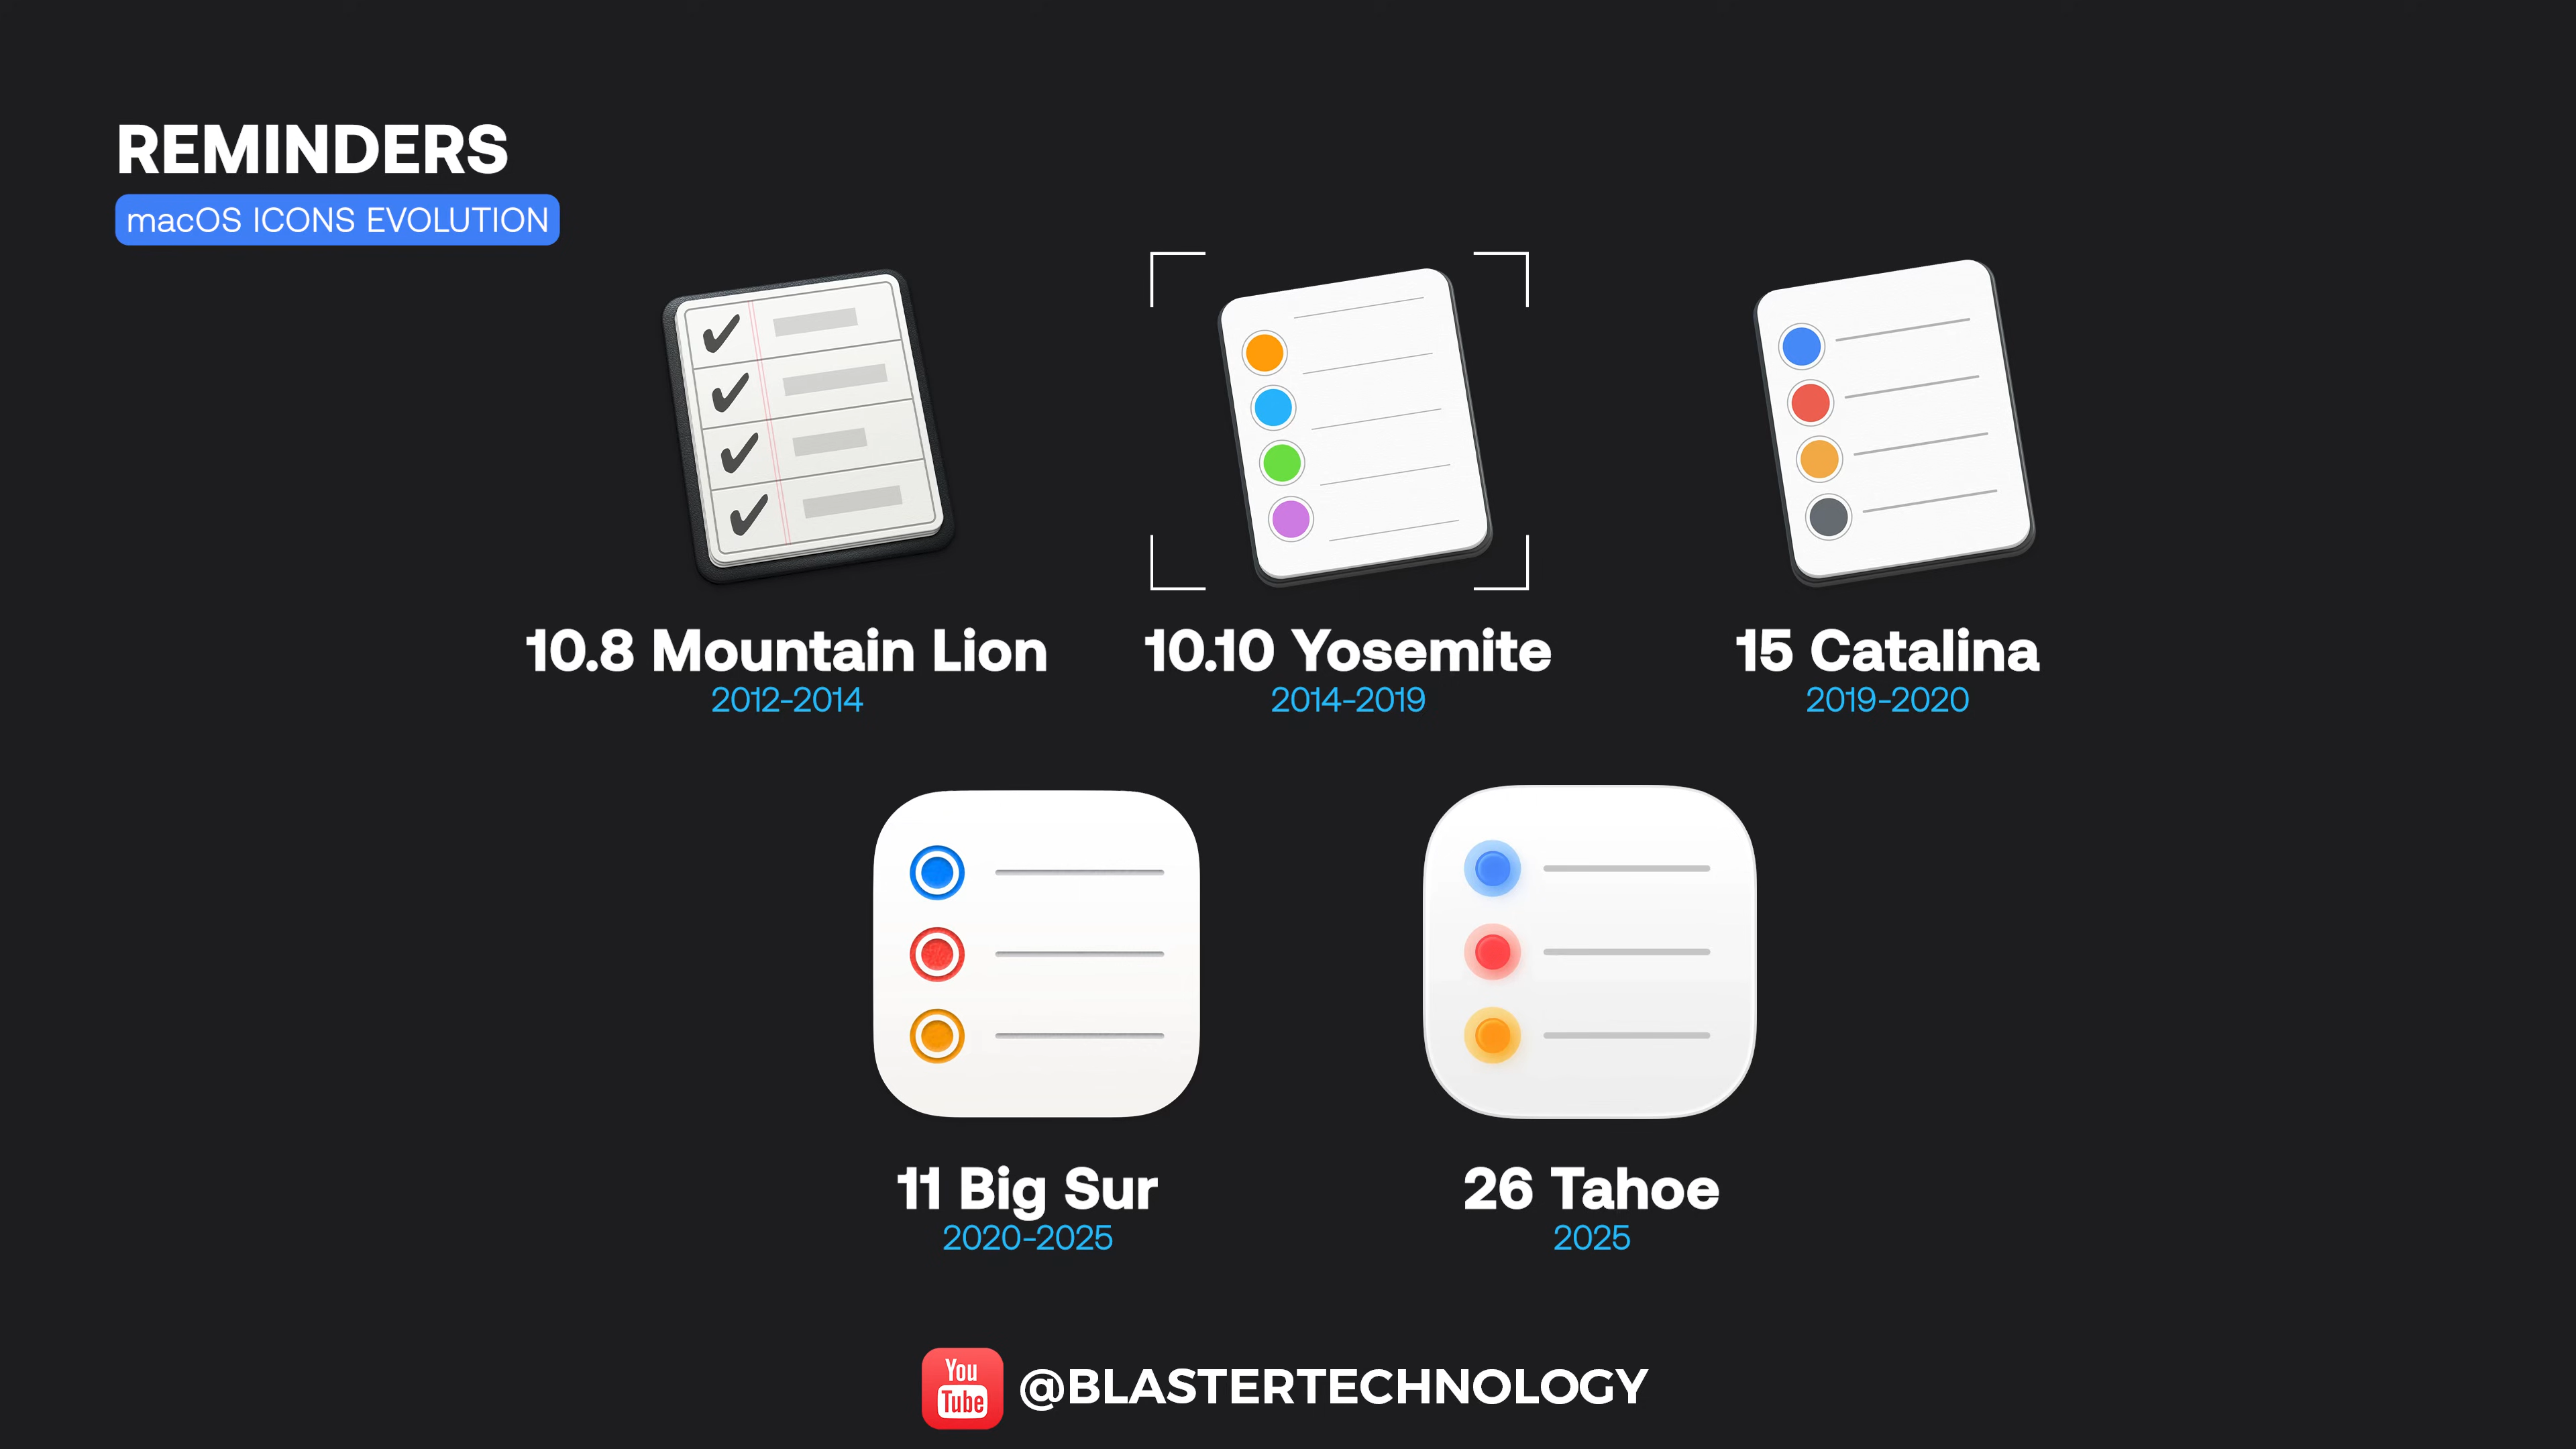 REMINDERS
macOS ICONS EVOLUTION
10.8 Mountain Lion
2012-2014
10.10 Yosemite
2014-2019
15 Catalina
2019-2020
11 Big Sur
2020-2025
26 Tahoe
2025
You
Tube
@BLASTERTECHNOLOGY